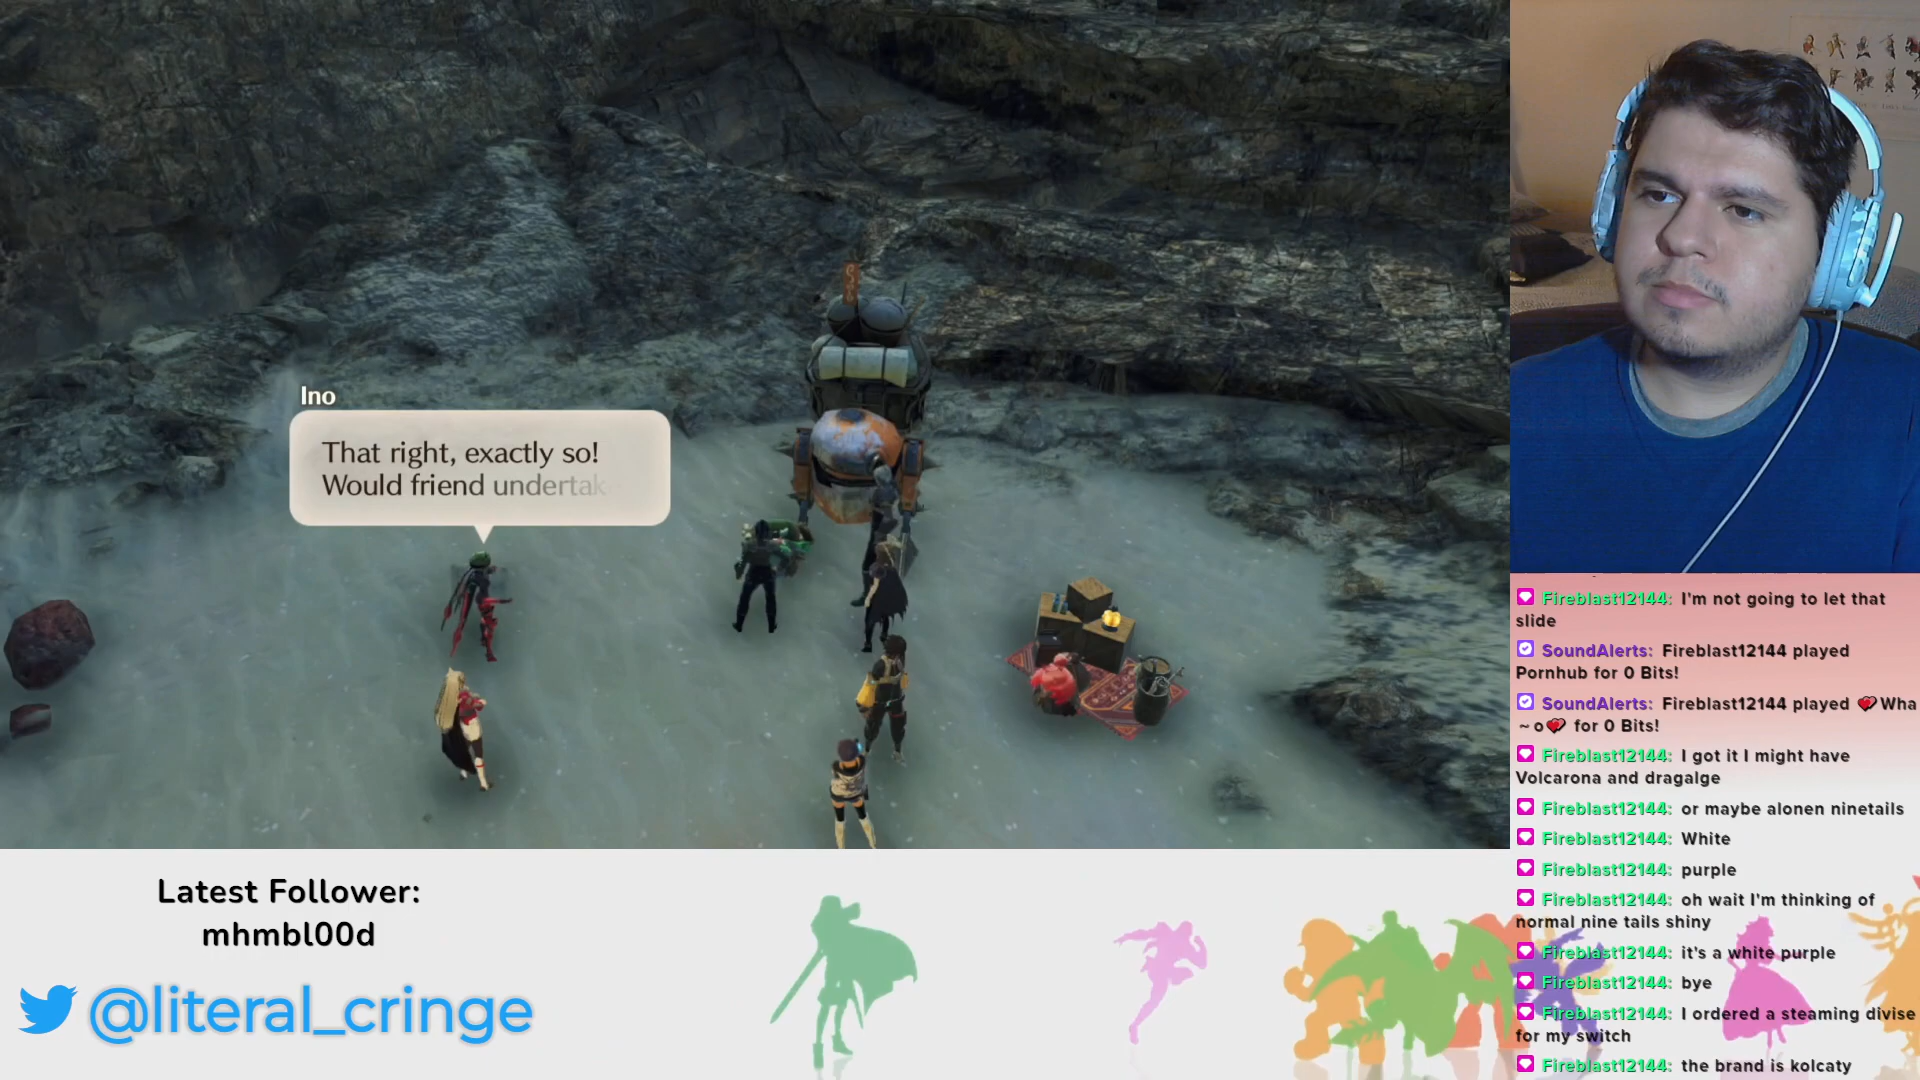 Ino
That right, exactly so!
Would friend undertak
Latest Follower:
mhmbl00d
@literal_cringe
Fireblast12144: I'm not going to let that
slide
SoundAlerts: Fireblast12144 played
Pornhub for 0 Bits!
SoundAlerts: Fireblast12144 played 💘Wha
~o💘 for 0 Bits!
Fireblast12144: I got it I might have
Volcarona and dragalge
Fireblast12144: or maybe alonen ninetails
Fireblast12144: White
Fireblast12144: purple
Fireblast12144: oh wait I'm thinking of
normal nine tails shiny
Fireblast12144: it's a white purple
Fireblast12144: bye
Fireblast12144: I ordered a steaming divise
for my switch
Fireblast12144: the brand is kolcaty